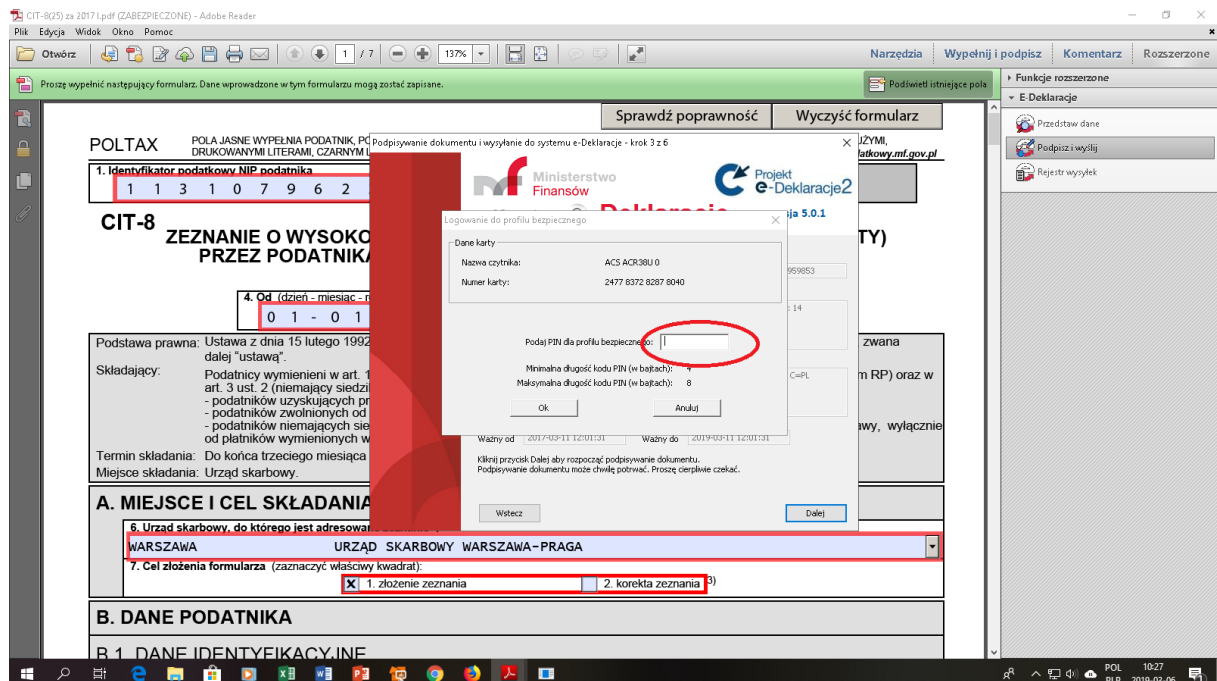 CIT-8(25) za 2017 I.pdf (ZABEZPIECZONE) - Adobe Reader
Plik Edycja Widok Okno Pomoc
Otwórz 1 / 7 137% Narzędzia Wypełnij i podpisz Komentarz Rozszerzone
Proszę wypełnić następujący formularz. Dane wprowadzone w tym formularzu mogą zostać zapisane. Podświetl istniejące pola
Funkcje rozszerzone
E-Deklaracje
Przedstaw dane
Podpisz i wyślij
Rejestr wysyłek
Sprawdź poprawność Wyczyść formularz
POLTAX
POLA JASNE WYPEŁNIA PODATNIK,
DRUKOWANYMI LITERAMI, CZARNYM
1. Identyfikator podatkowy NIP podatnika
1 1 3 1 0 7 9 6 2
CIT-8
ZEZNANIE O WYSOKO
PRZEZ PODATNIKA
TY)
4. Od (dzień - miesiąc -
0 1 - 0 1
Podstawa prawna: Ustawa z dnia 15 lutego 1992 zwana
dalej "ustawą".
Składający: Podatnicy wymienieni w art. 1 m RP) oraz w
art. 3 ust. 2 (niemający siedzi
- podatników uzyskujących pr
- podatników zwolnionych od
- podatników niemających sie awy, wyłącznie
od płatników wymienionych w
Termin składania: Do końca trzeciego miesiąca
Miejsce składania: Urząd skarbowy.
A. MIEJSCE I CEL SKŁADANIA
6. Urząd skarbowy, do którego jest adresowane
WARSZAWA URZĄD SKARBOWY WARSZAWA-PRAGA
7. Cel złożenia formularza (zaznaczyć właściwy kwadrat):
X 1. złożenie zeznania 2. korekta zeznania 3)
B. DANE PODATNIKA
B.1. DANE IDENTYFIKACYJNE
Podpisywanie dokumentu i wysyłanie do systemu e-Deklaracje - krok 3 z 6
Ministerstwo
Finansów
Projekt
e-Deklaracje2
sja 5.0.1
959853
: 14
C=PL
Logowanie do profilu bezpiecznego
Dane karty
Nazwa czytnika: ACS ACR38U 0
Numer karty: 2477 8372 8287 8040
Podaj PIN dla profilu bezpiecznego:
Minimalna długość kodu PIN (w bajtach): 4
Maksymalna długość kodu PIN (w bajtach): 8
Ok Anuluj
Ważny od 2017-03-11 12:01:31 Ważny do 2019-03-11 12:01:31
Kliknij przycisk Dalej aby rozpocząć podpisywanie dokumentu.
Podpisywanie dokumentu może chwilę potrwać. Proszę cierpliwie czekać.
Wstecz Dalej
POL 10:27
PLP 2019-03-06